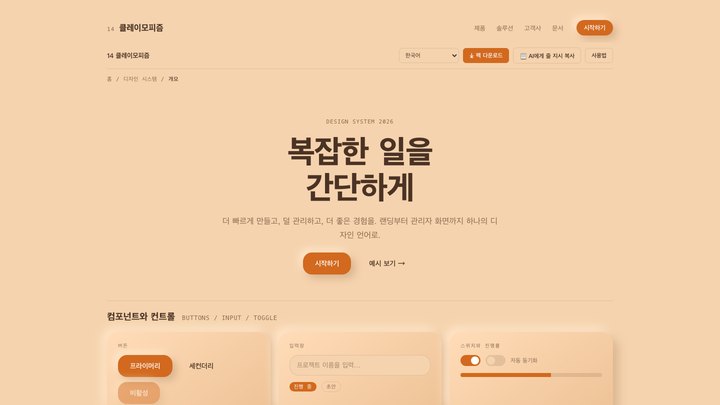 14 클레이모피즘
제품 솔루션 고객사 문서 시작하기
14 클레이모피즘
한국어 팩 다운로드 AI에게 줄 지시 복사 사용법
홈 / 디자인 시스템 / 개요
DESIGN SYSTEM 2026
복잡한 일을
간단하게
더 빠르게 만들고, 덜 관리하고, 더 좋은 경험을. 랜딩부터 관리자 화면까지 하나의 디
자인 언어로.
시작하기 예시 보기 →
컴포넌트와 컨트롤 BUTTONS / INPUT / TOGGLE
버튼
프라이머리 세컨더리
비활성
입력창
프로젝트 이름을 입력...
진행 중 초안
스위치와 진행률
자동 동기화